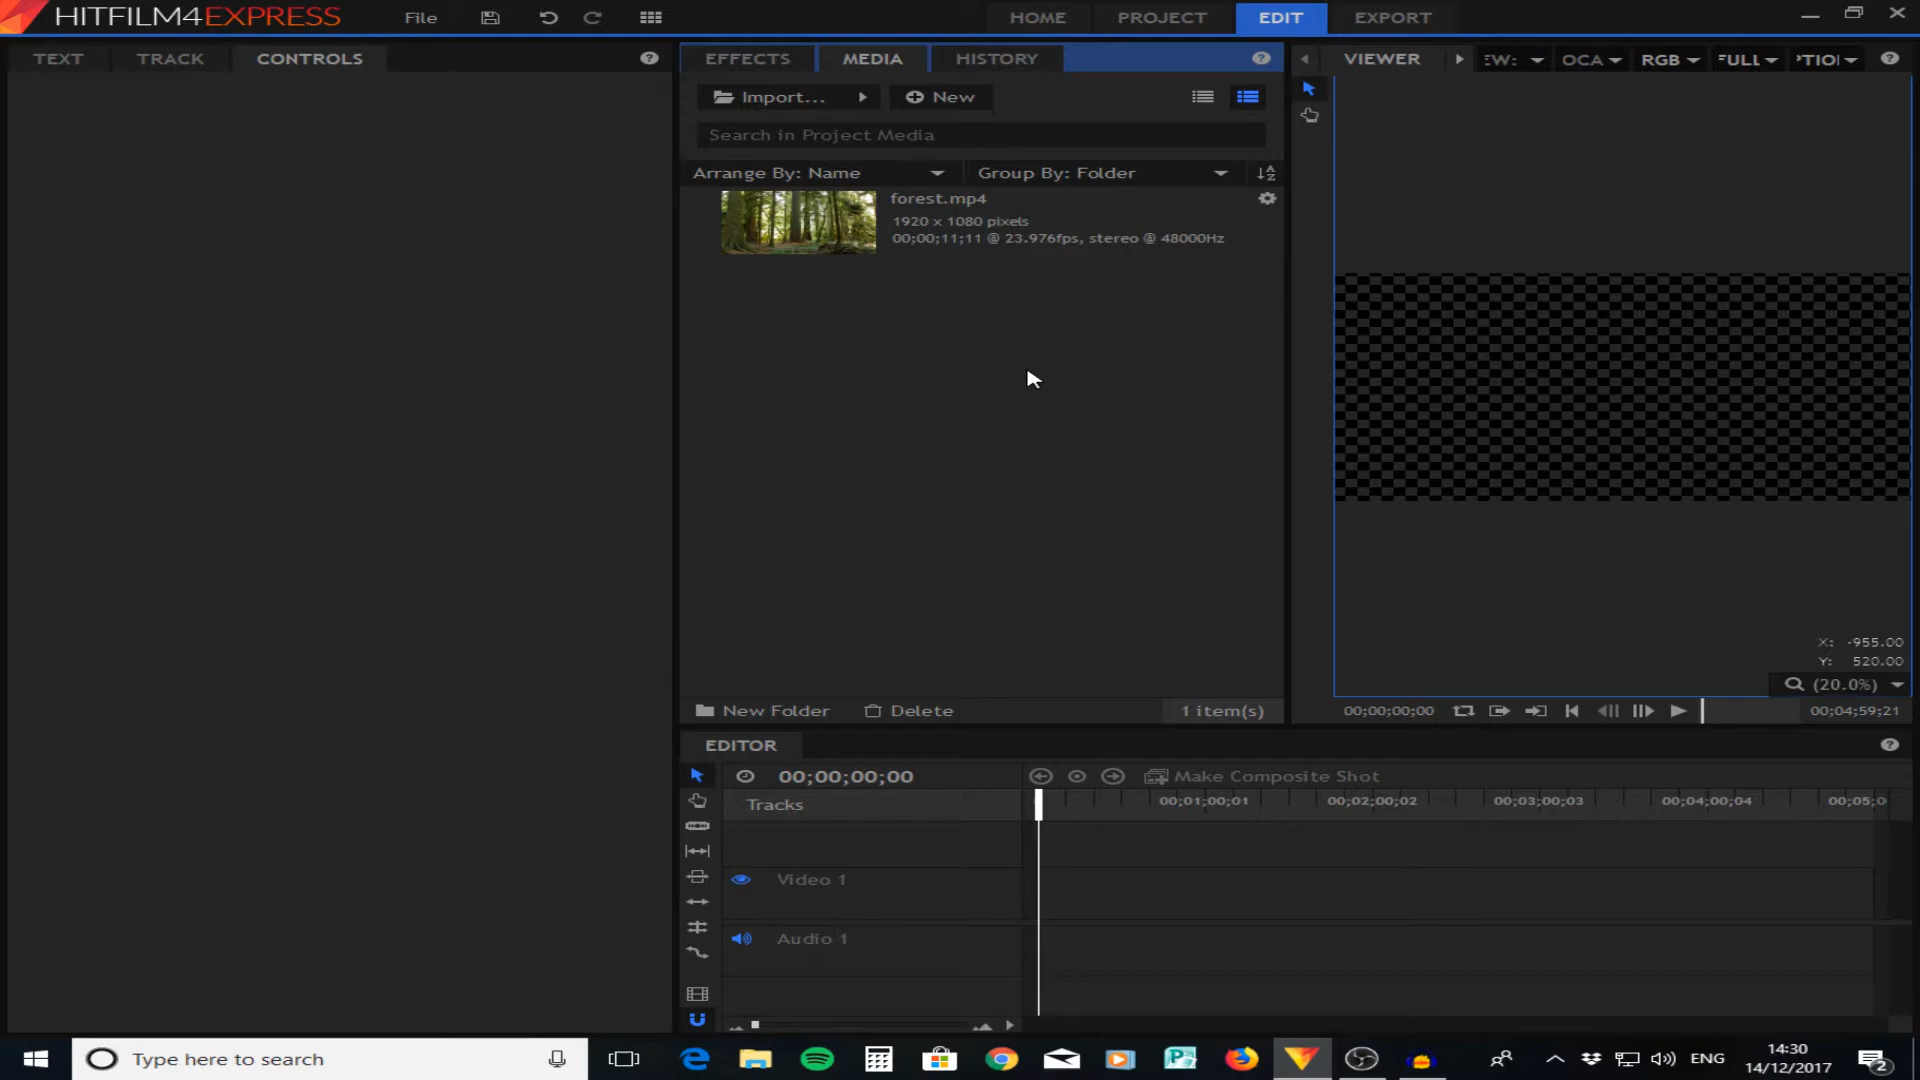 HITFILM4EXPRESS File HOME PROJECT EDIT EXPORT
TEXT TRACK CONTROLS EFFECTS MEDIA HISTORY VIEWER OCA RGB FULL
Import... New
Search in Project Media
Arrange By: Name Group By: Folder
forest.mp4
1920 x 1080 pixels
00;00;11;11 @ 23.976fps, stereo @ 48000Hz
X: -955.00
Y: 520.00
(20.0%)
New Folder Delete 1 item(s) 00;00;00;00 00;04;59;21
EDITOR
00;00;00;00 Make Composite Shot
Tracks 00;01;00;01 00;02;00;02 00;03;00;03 00;04;00;04 00;05;0
Video 1
Audio 1
Type here to search ENG 14:30
14/12/2017 2